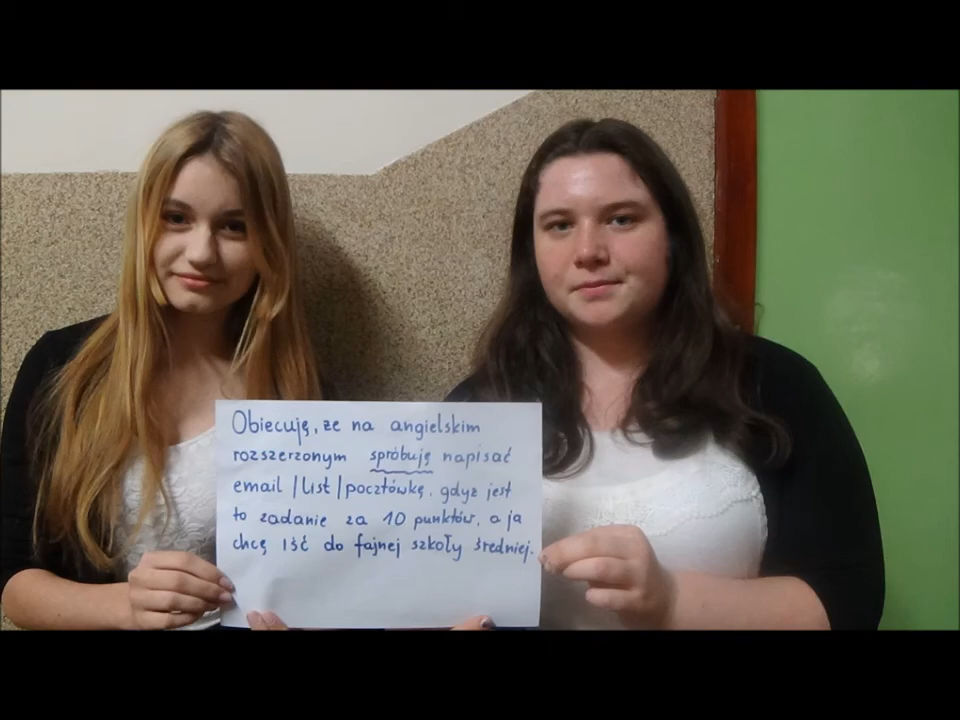 Obiecuję, że na angielskim
rozszerzonym spróbuję napisać
email / list / pocztówkę, gdyż jest
to zadanie za 10 punktów, a ja
chcę iść do fajnej szkoły średniej.